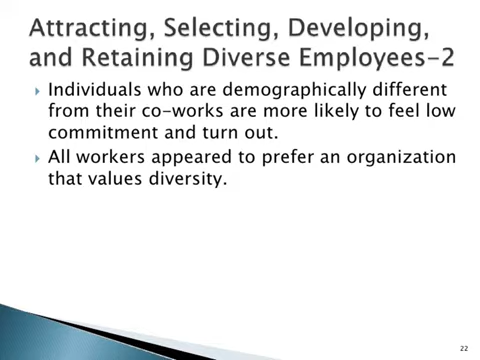 Attracting, Selecting, Developing,
and Retaining Diverse Employees-2
Individuals who are demographically different
from their co-works are more likely to feel low
commitment and turn out.
All workers appeared to prefer an organization
that values diversity.
22